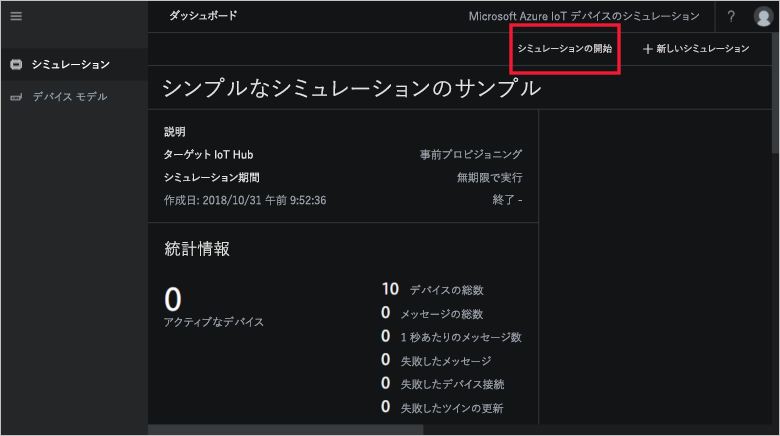 ダッシュボード
Microsoft Azure IoT デバイスのシミュレーション
?
シミュレーションの開始
+ 新しいシミュレーション
シミュレーション
デバイス モデル
シンプルなシミュレーションのサンプル
説明
ターゲット IoT Hub 事前プロビジョニング
シミュレーション期間 無期限で実行
作成日: 2018/10/31 午前 9:52:36 終了 -
統計情報
0
アクティブなデバイス
10 デバイスの総数
0 メッセージの総数
0 1 秒あたりのメッセージ数
0 失敗したメッセージ
0 失敗したデバイス接続
0 失敗したツインの更新